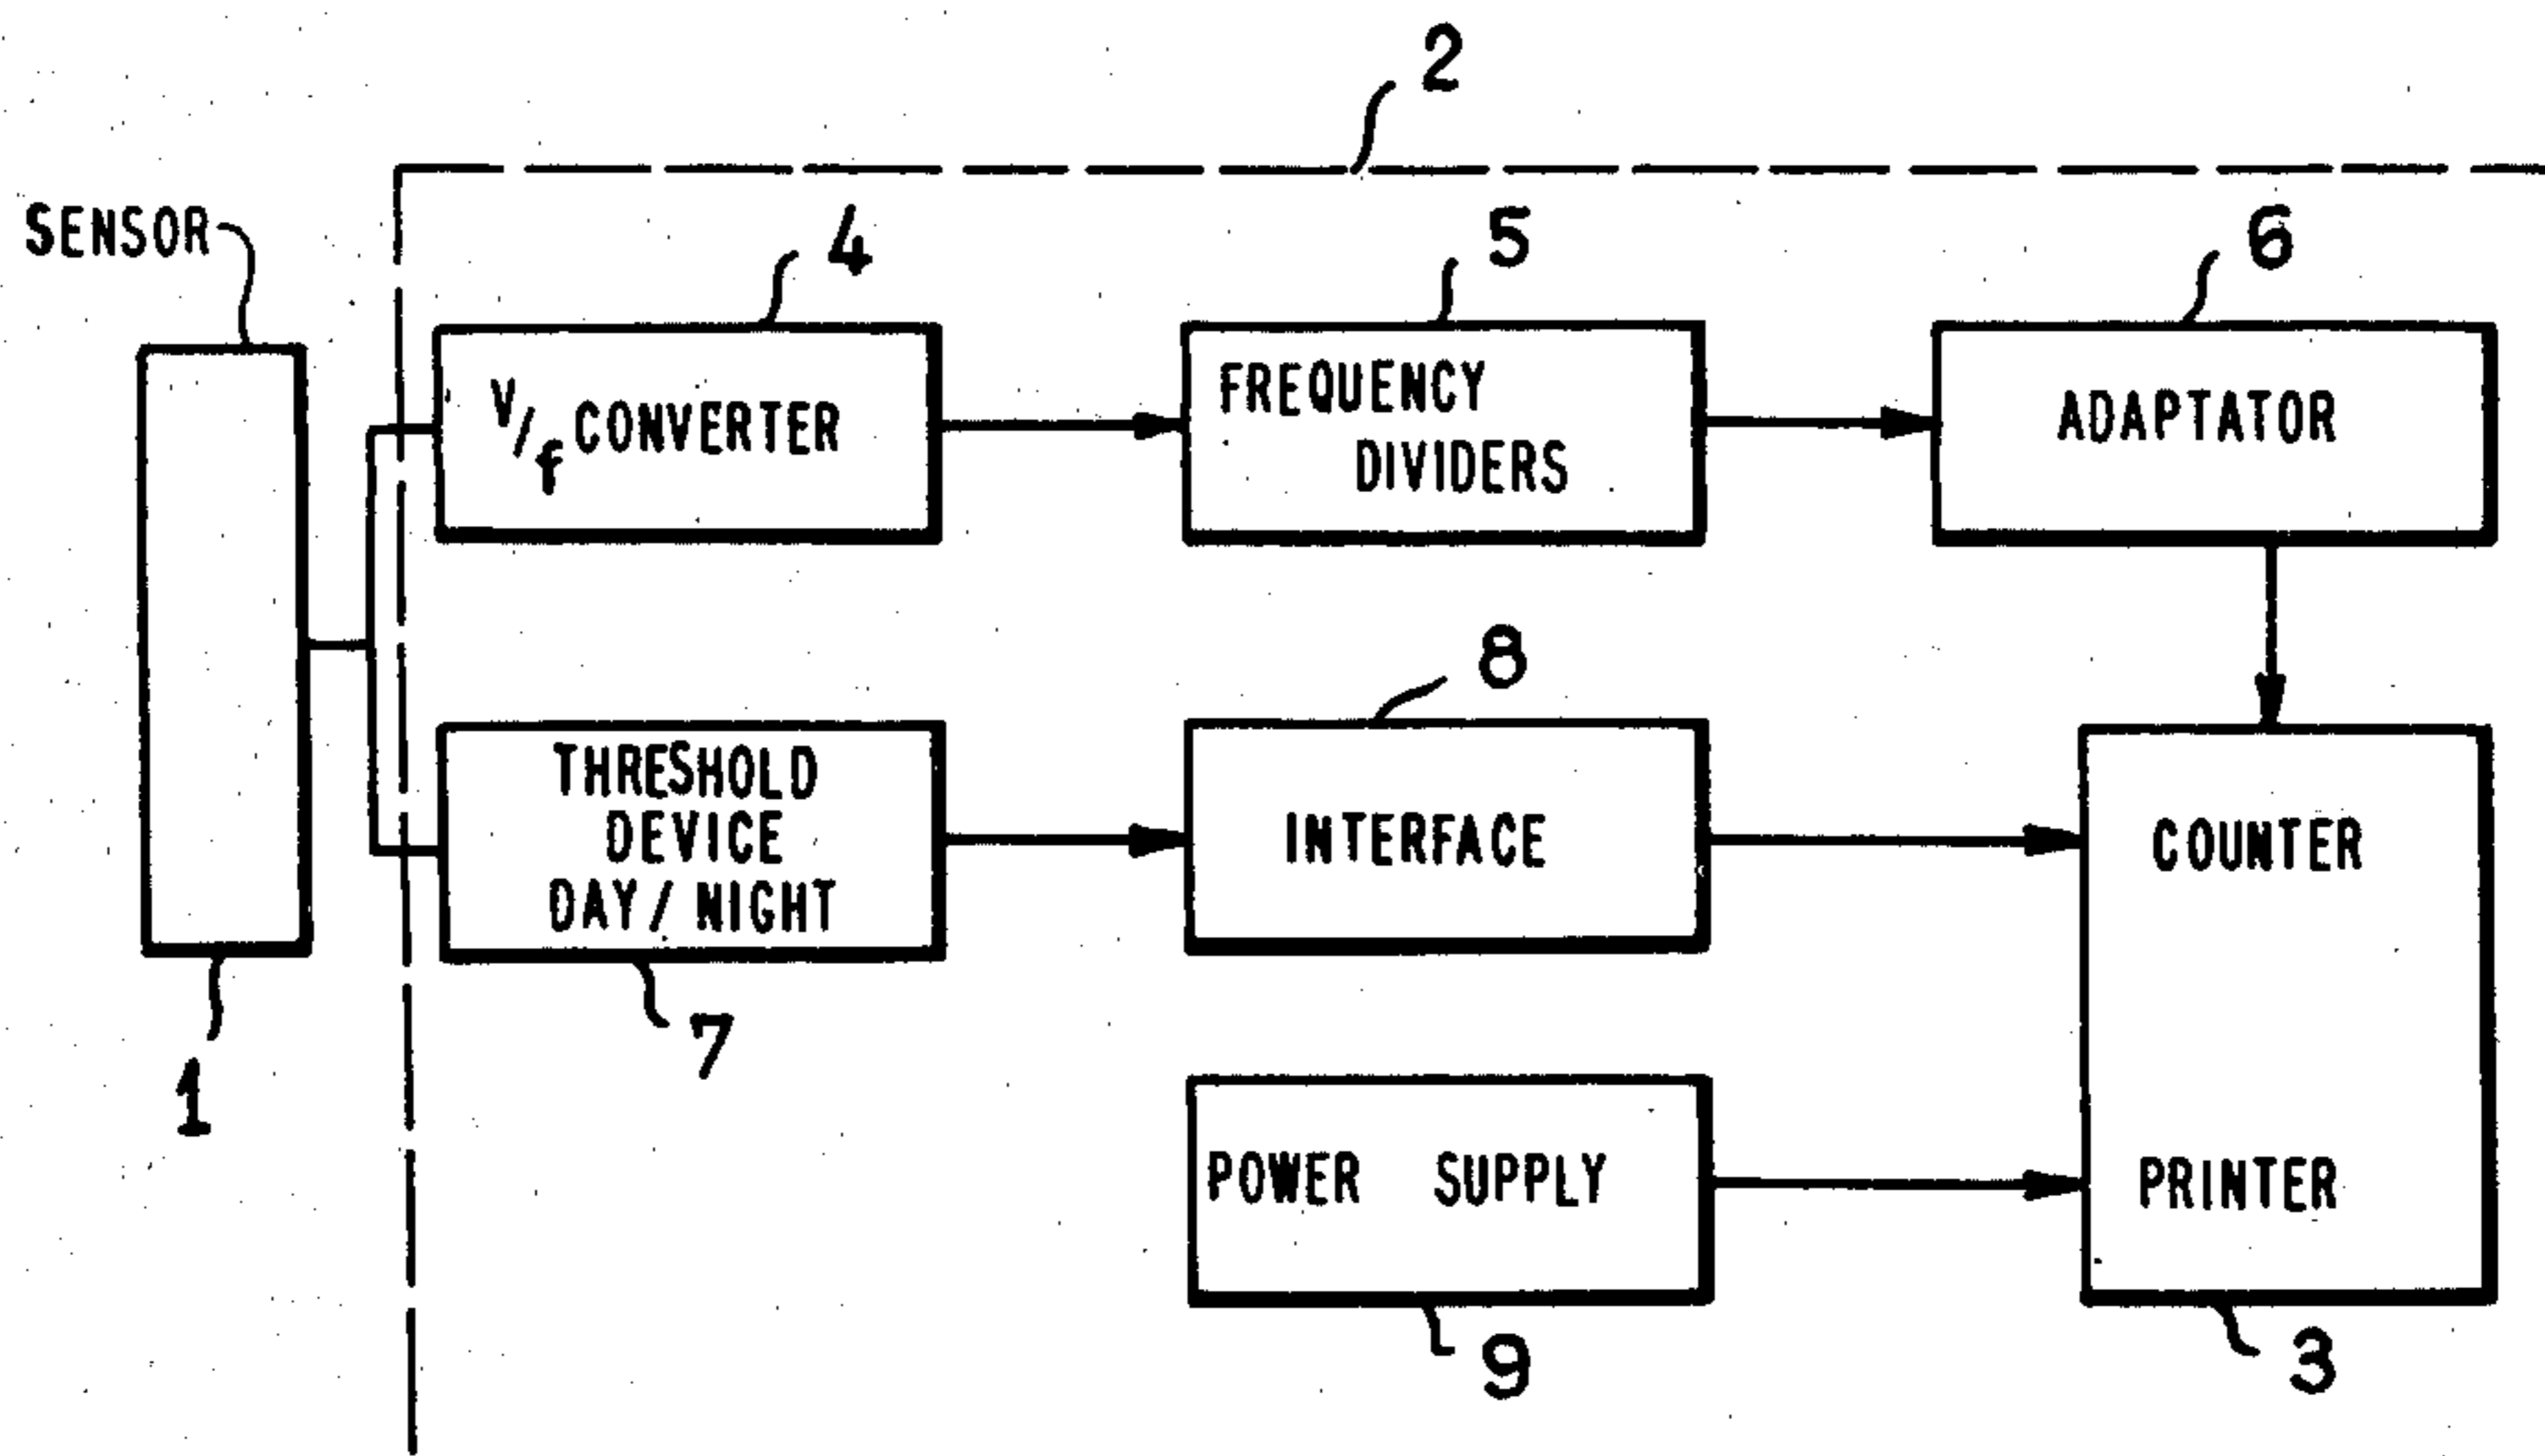 2
SENSOR
4
5
6
V/f CONVERTER
FREQUENCY
DIVIDERS
ADAPTATOR
8
THRESHOLD
DEVICE
DAY/NIGHT
INTERFACE
COUNTER
7
1
POWER SUPPLY
PRINTER
9
3